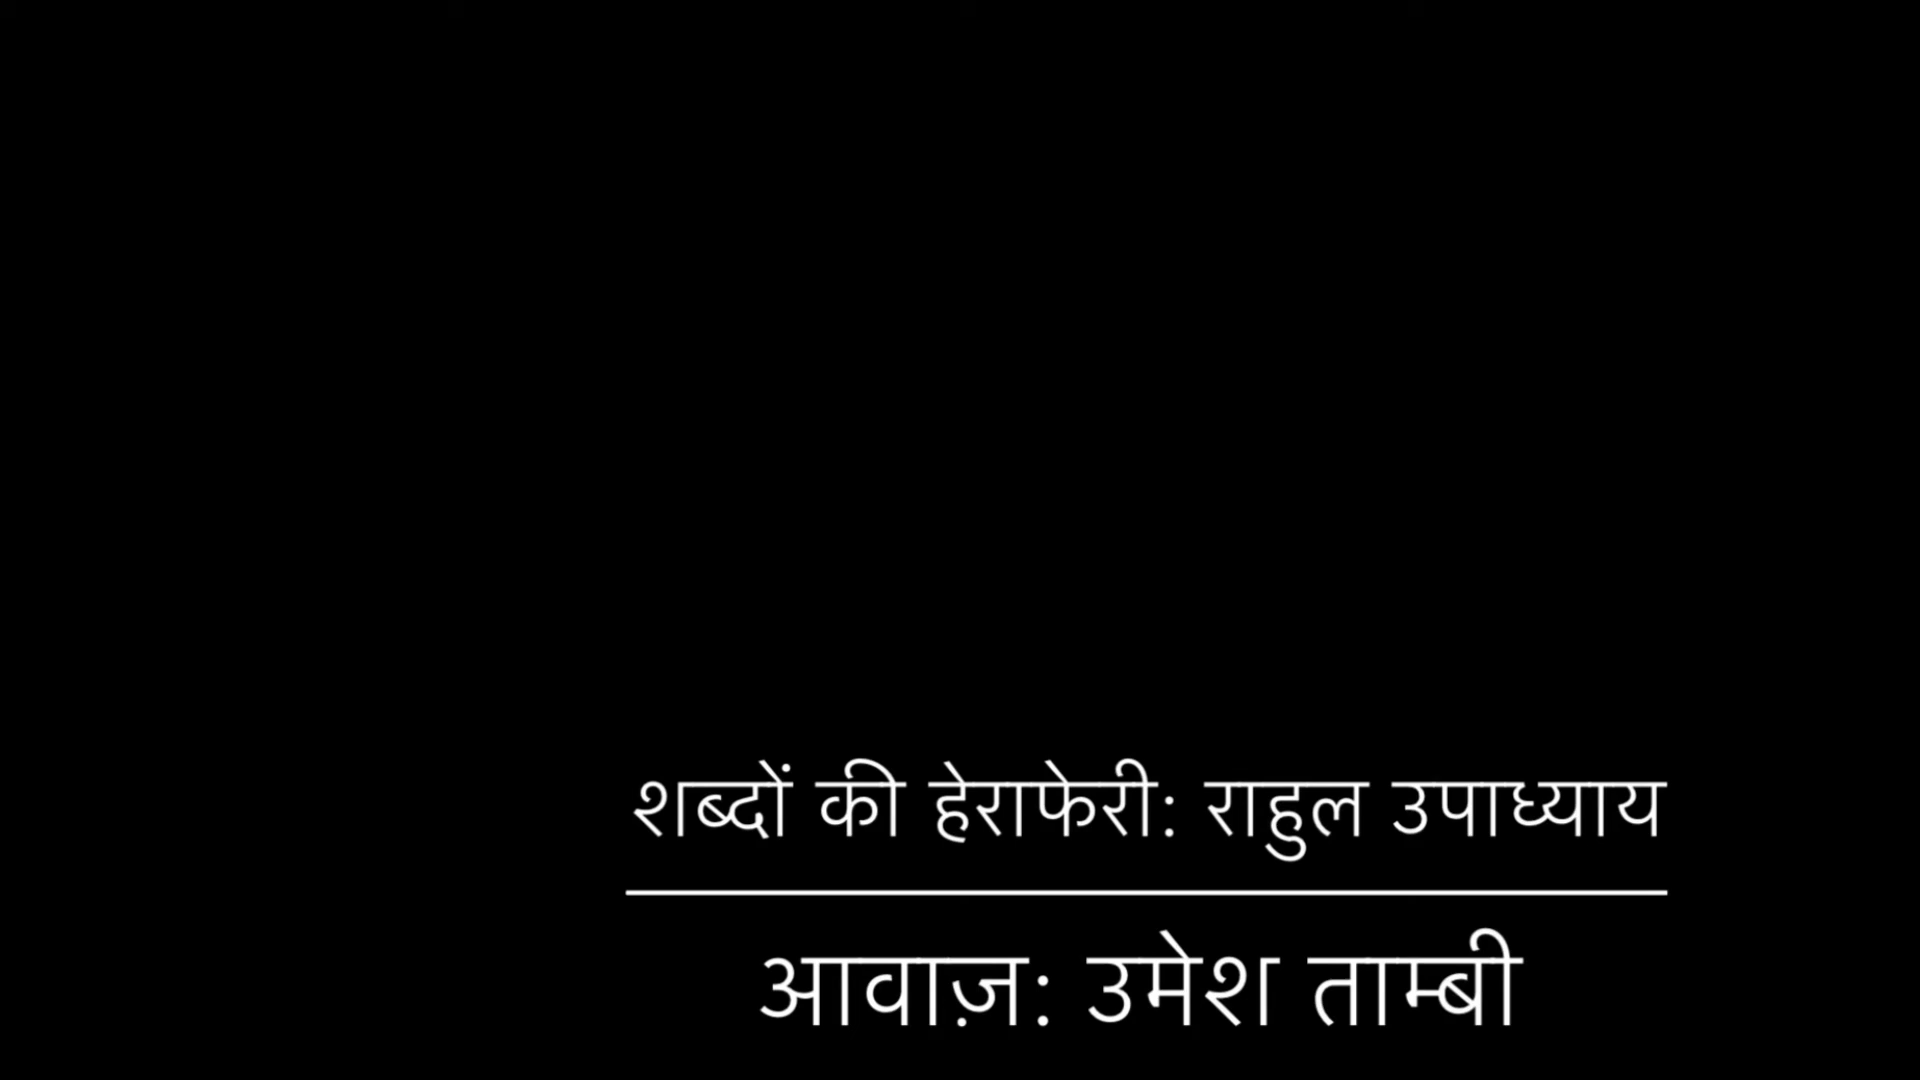 शब्दों की हेराफेरी: राहुल उपाध्याय
आवाज़: उमेश ताम्बी